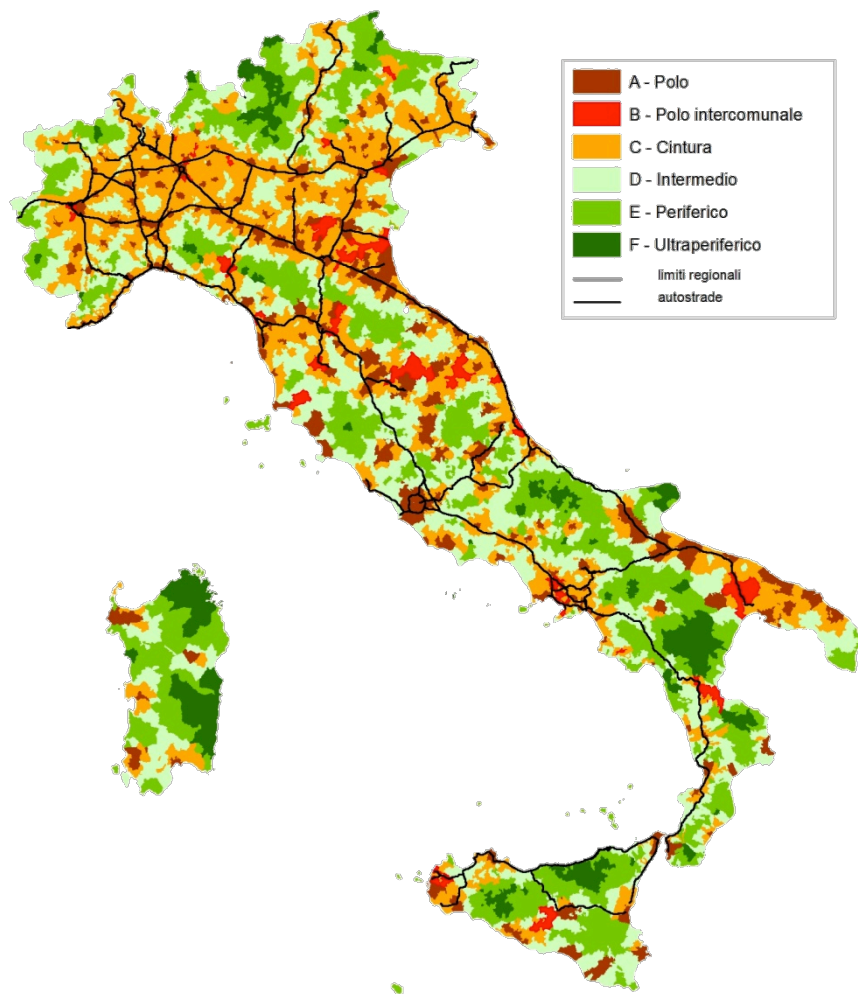 A - Polo
B - Polo intercomunale
C - Cintura
D - Intermedio
E - Periferico
F - Ultraperiferico
limiti regionali
autostrade